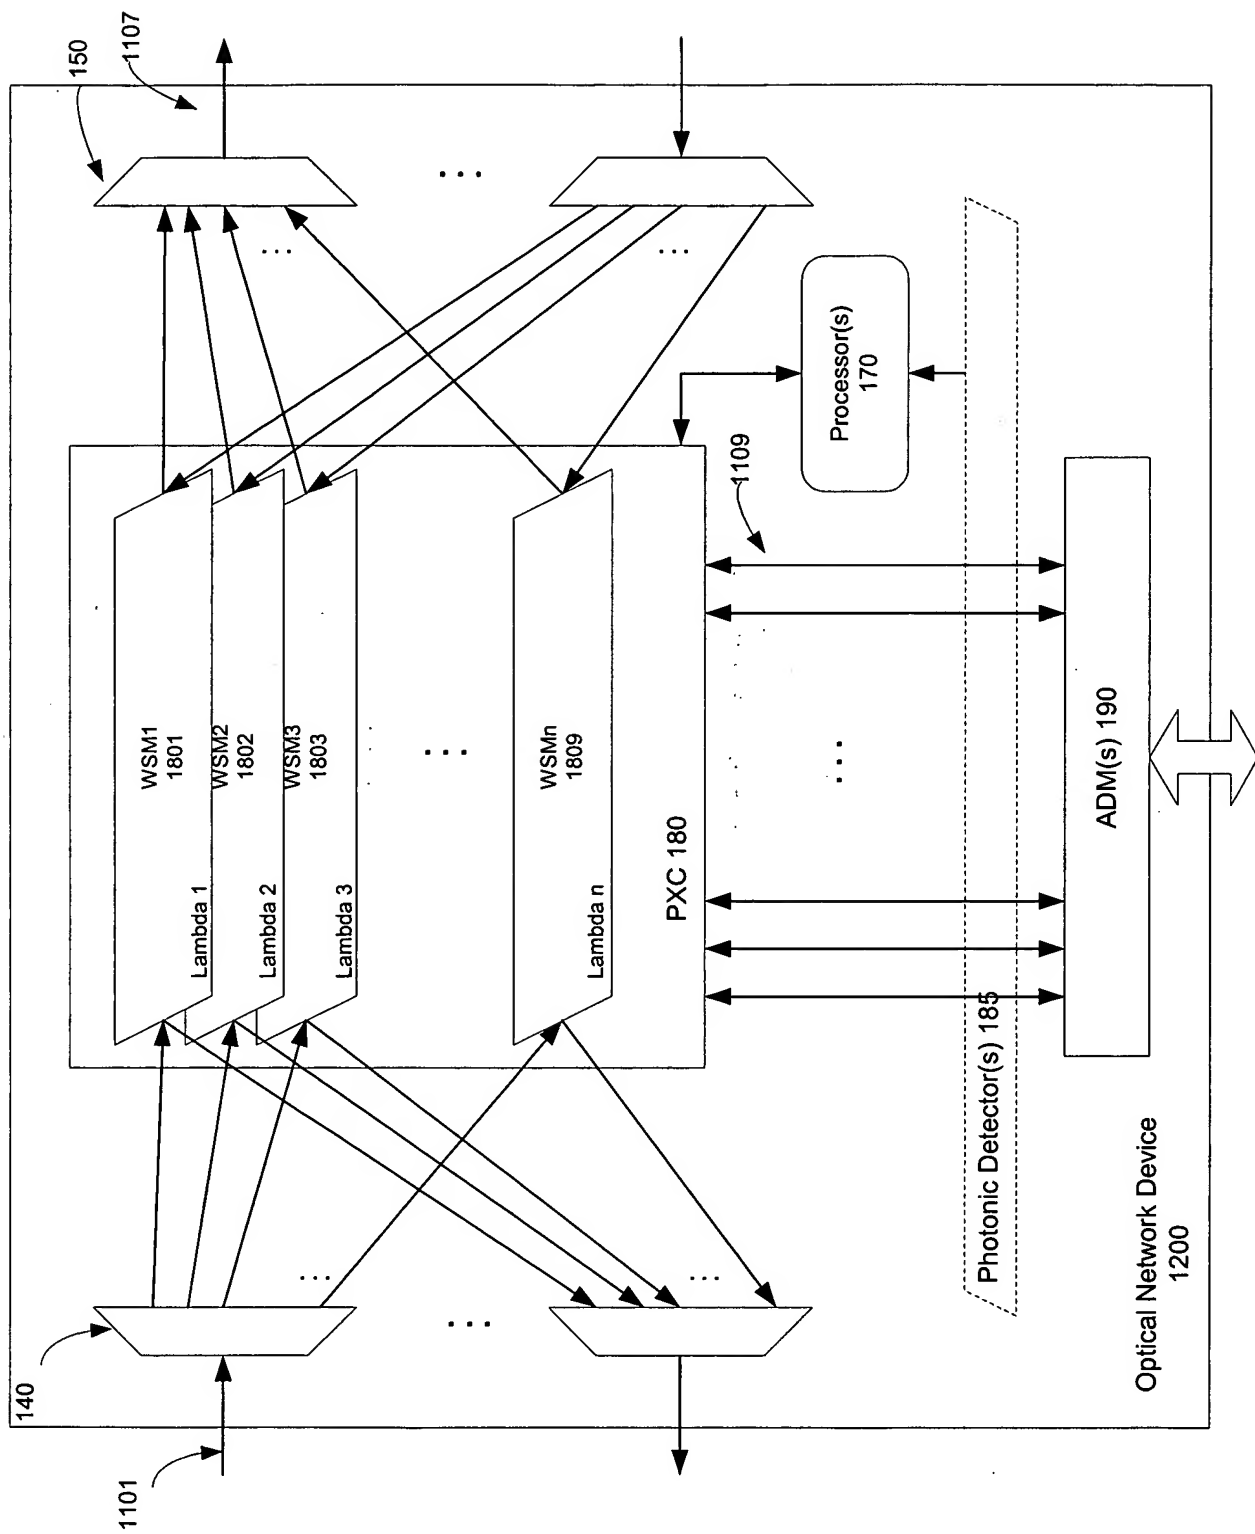 1101
140
150
1107
WSM1
1801
Lambda 1
WSM2
1802
Lambda 2
WSM3
1803
Lambda 3
. . .
WSMn
1809
Lambda n
PXC 180
1109
Processor(s)
170
Photonic Detector(s) 185
ADM(s) 190
Optical Network Device
1200